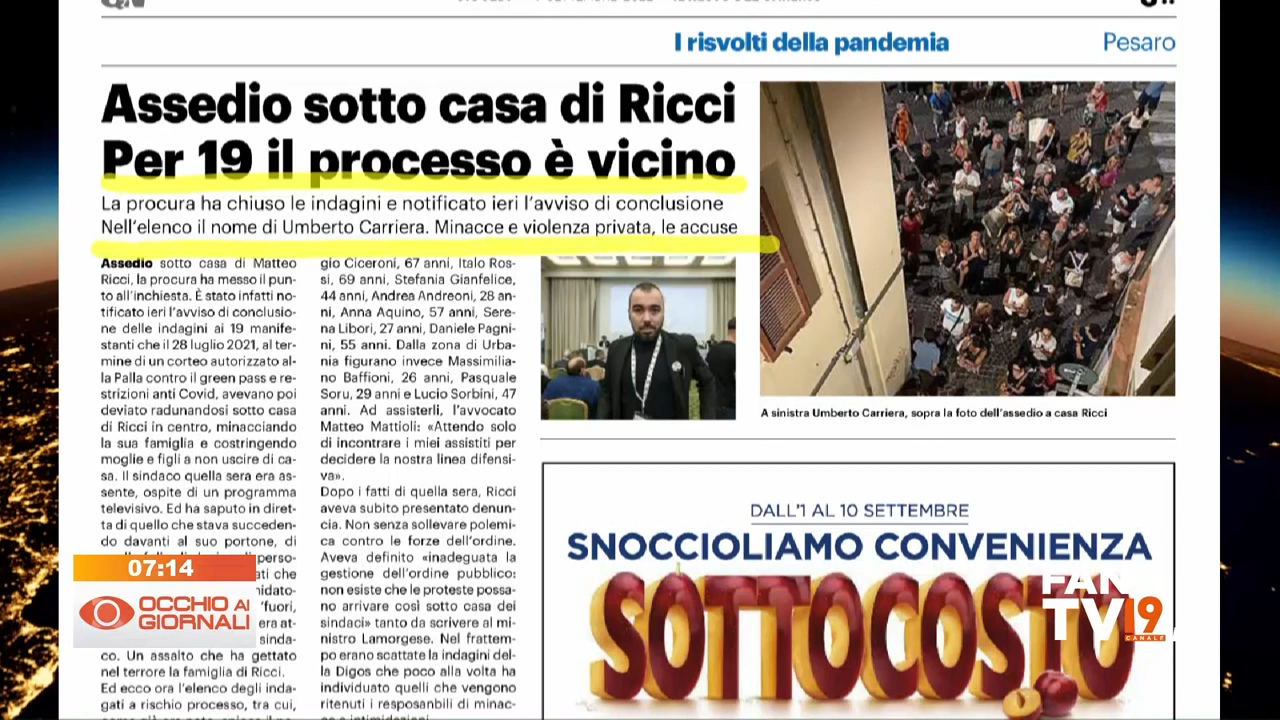 I risvolti della pandemia
Pesaro
Assedio sotto casa di Ricci
Per 19 il processo è vicino
La procura ha chiuso le indagini e notificato ieri l'avviso di conclusione
Nell'elenco il nome di Umberto Carriera. Minacce e violenza privata, le accuse
Assedio sotto casa di Matteo
Ricci, la procura ha messo il pun-
to all'inchiesta. È stato infatti no-
tificato ieri l'avviso di conclusio-
ne delle indagini ai 19 manife-
stanti che il 28 luglio 2021, al ter-
mine di un corteo autorizzato al-
la Palla contro il green pass e re-
strizioni anti Covid, avevano poi
deviato radunandosi sotto casa
di Ricci in centro, minacciando
la sua famiglia e costringendo
moglie e figli a non uscire di ca-
sa. Il sindaco quella sera era as-
sente, ospite di un programma
televisivo. Ed ha saputo in diret-
ta di quello che stava succeden-
do davanti al suo portone, di
perso-
ati che
nidato-
'fuori,
era at-
sinda-
co. Un assalto che ha gettato
nel terrore la famiglia di Ricci.
Ed ecco ora l'elenco degli inda-
gati a rischio processo, tra cui,
gio Ciceroni, 67 anni, Italo Ros-
si, 69 anni, Stefania Gianfelice,
44 anni, Andrea Andreoni, 28 an-
ni, Anna Aquino, 57 anni, Sere-
na Libori, 27 anni, Daniele Pagni-
ni, 55 anni. Dalla zona di Urba-
nia figurano invece Massimilia-
no Baffioni, 26 anni, Pasquale
Soru, 29 anni e Lucio Sorbini, 47
anni. Ad assisterli, l'avvocato
Matteo Mattioli: «Attendo solo
di incontrare i miei assistiti per
decidere la nostra linea difensi-
va».
Dopo i fatti di quella sera, Ricci
aveva subito presentato denun-
cia. Non senza sollevare polemi-
ca contro le forze dell'ordine.
Aveva definito «inadeguata la
gestione dell'ordine pubblico:
non esiste che le proteste possa-
no arrivare così sotto casa dei
sindaci» tanto da scrivere al mi-
nistro Lamorgese. Nel frattem-
po erano scattate le indagini del-
la Digos che poco alla volta ha
individuato quelli che vengono
ritenuti i resposanbili di minac-
A sinistra Umberto Carriera, sopra la foto dell'assedio a casa Ricci
DALL'1 AL 10 SETTEMBRE
SNOCCIOLIAMO CONVENIENZA
SOTTOCOSTO
07:14
OCCHIO AI
GIORNALI
FANO
TV 19
CANALE